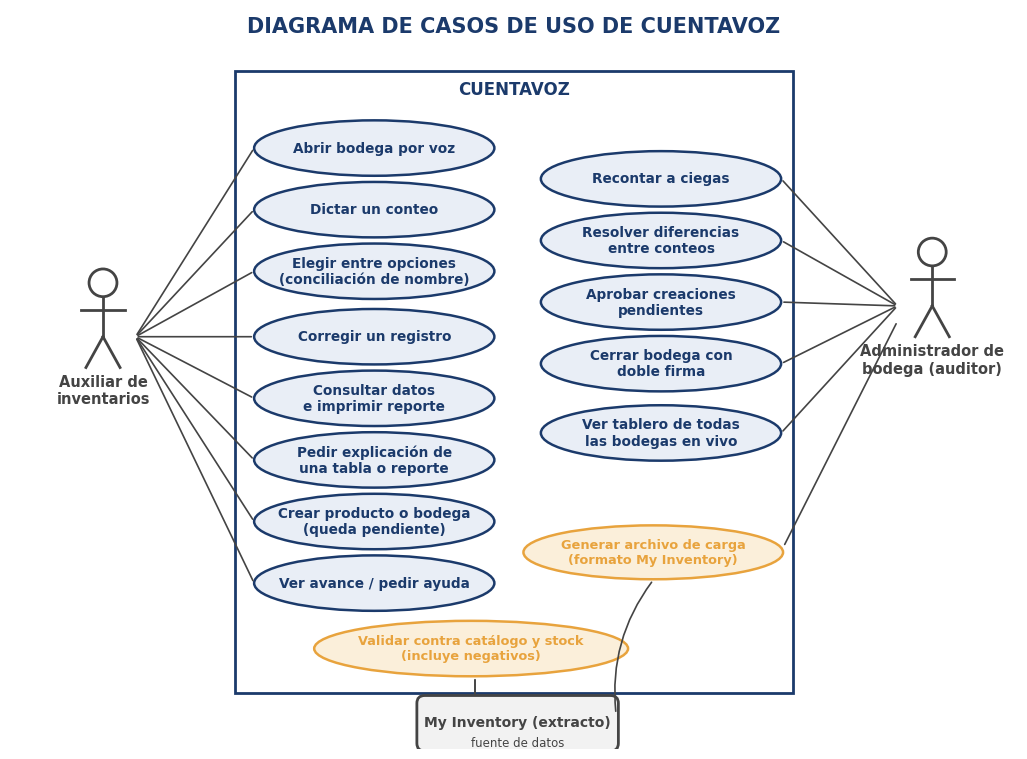 DIAGRAMA DE CASOS DE USO DE CUENTAVOZ
CUENTAVOZ
Abrir bodega por voz
Dictar un conteo
Elegir entre opciones
(conciliación de nombre)
Corregir un registro
Consultar datos
e imprimir reporte
Pedir explicación de
una tabla o reporte
Crear producto o bodega
(queda pendiente)
Ver avance / pedir ayuda
Recontar a ciegas
Resolver diferencias
entre conteos
Aprobar creaciones
pendientes
Cerrar bodega con
doble firma
Ver tablero de todas
las bodegas en vivo
Generar archivo de carga
(formato My Inventory)
Validar contra catálogo y stock
(incluye negativos)
Auxiliar de
inventarios
Administrador de
bodega (auditor)
My Inventory (extracto)
fuente de datos